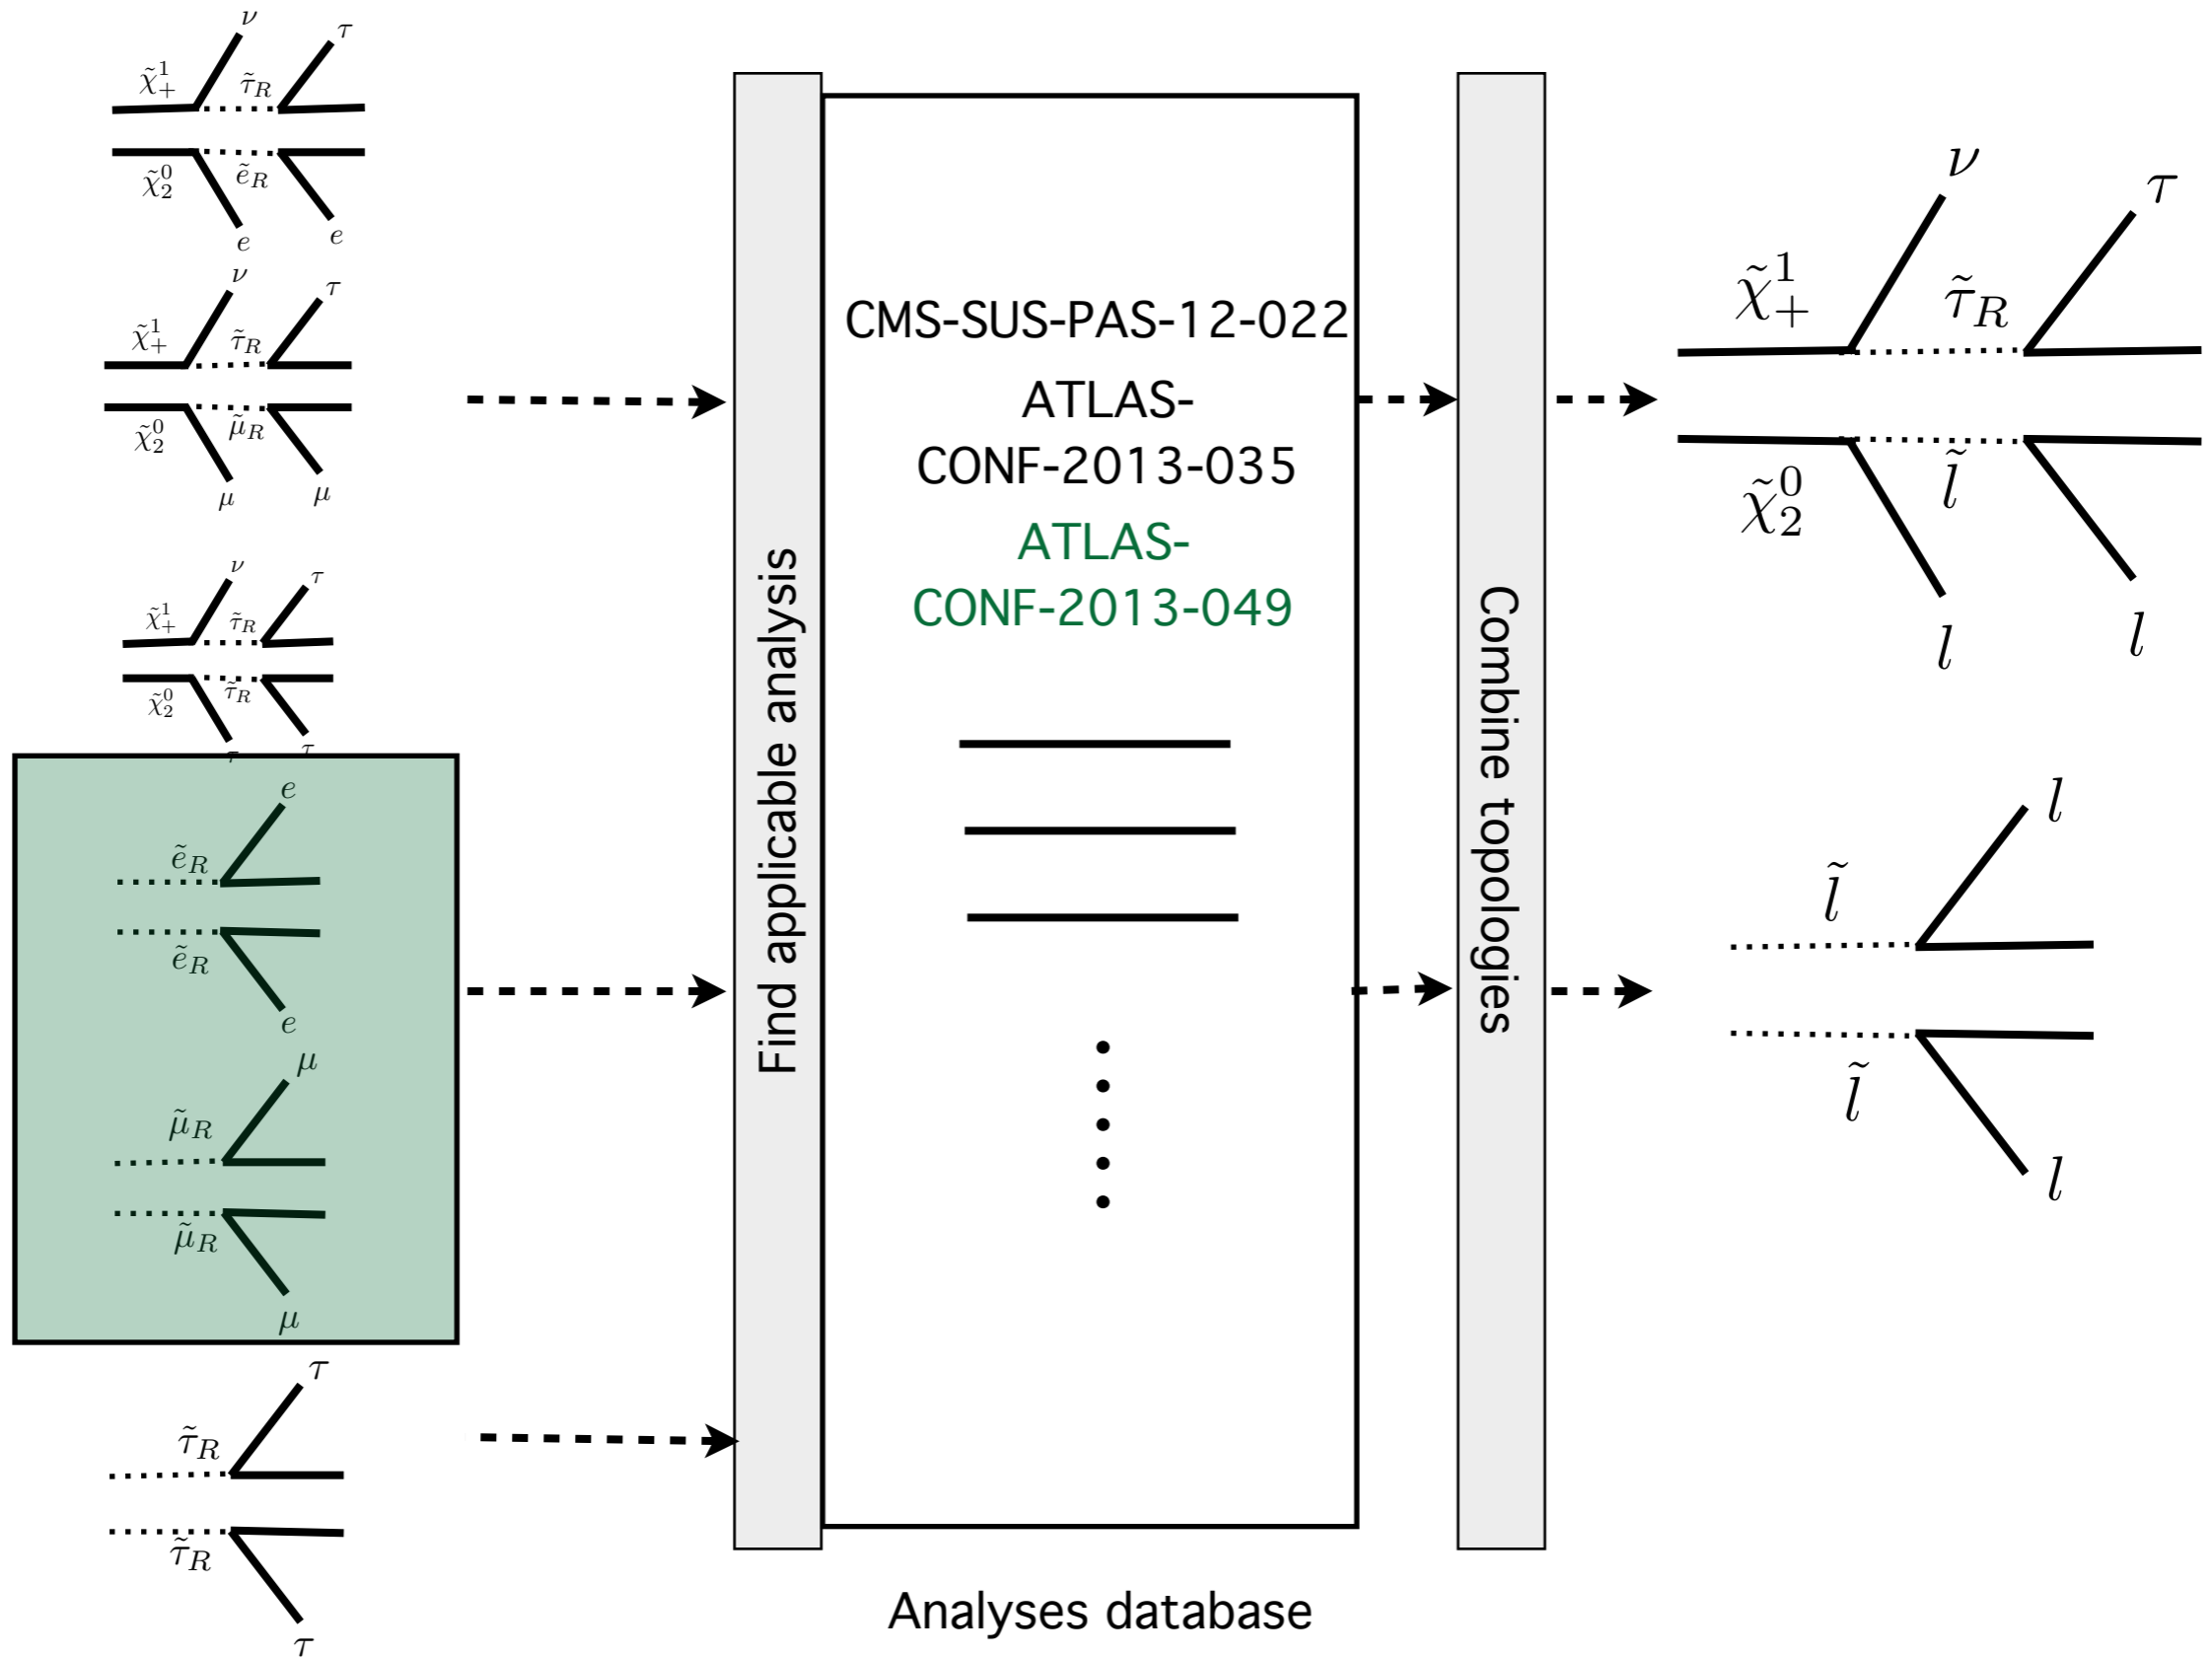 ν
τ
χ̃¹₊
τ̃_R
χ̃⁰₂
ẽ_R
e
e
ν
τ
χ̃¹₊
τ̃_R
χ̃⁰₂
μ̃_R
μ
μ
ν
τ
χ̃¹₊
τ̃_R
χ̃⁰₂
τ̃_R
τ
τ
e
ẽ_R
ẽ_R
e
μ
μ̃_R
μ̃_R
μ
τ
τ̃_R
τ̃_R
τ
Find applicable analysis
CMS-SUS-PAS-12-022
ATLAS-
CONF-2013-035
ATLAS-
CONF-2013-049
Analyses database
Combine topologies
ν
τ
χ̃¹₊
τ̃_R
χ̃⁰₂
l̃
l
l
l
l̃
l̃
l